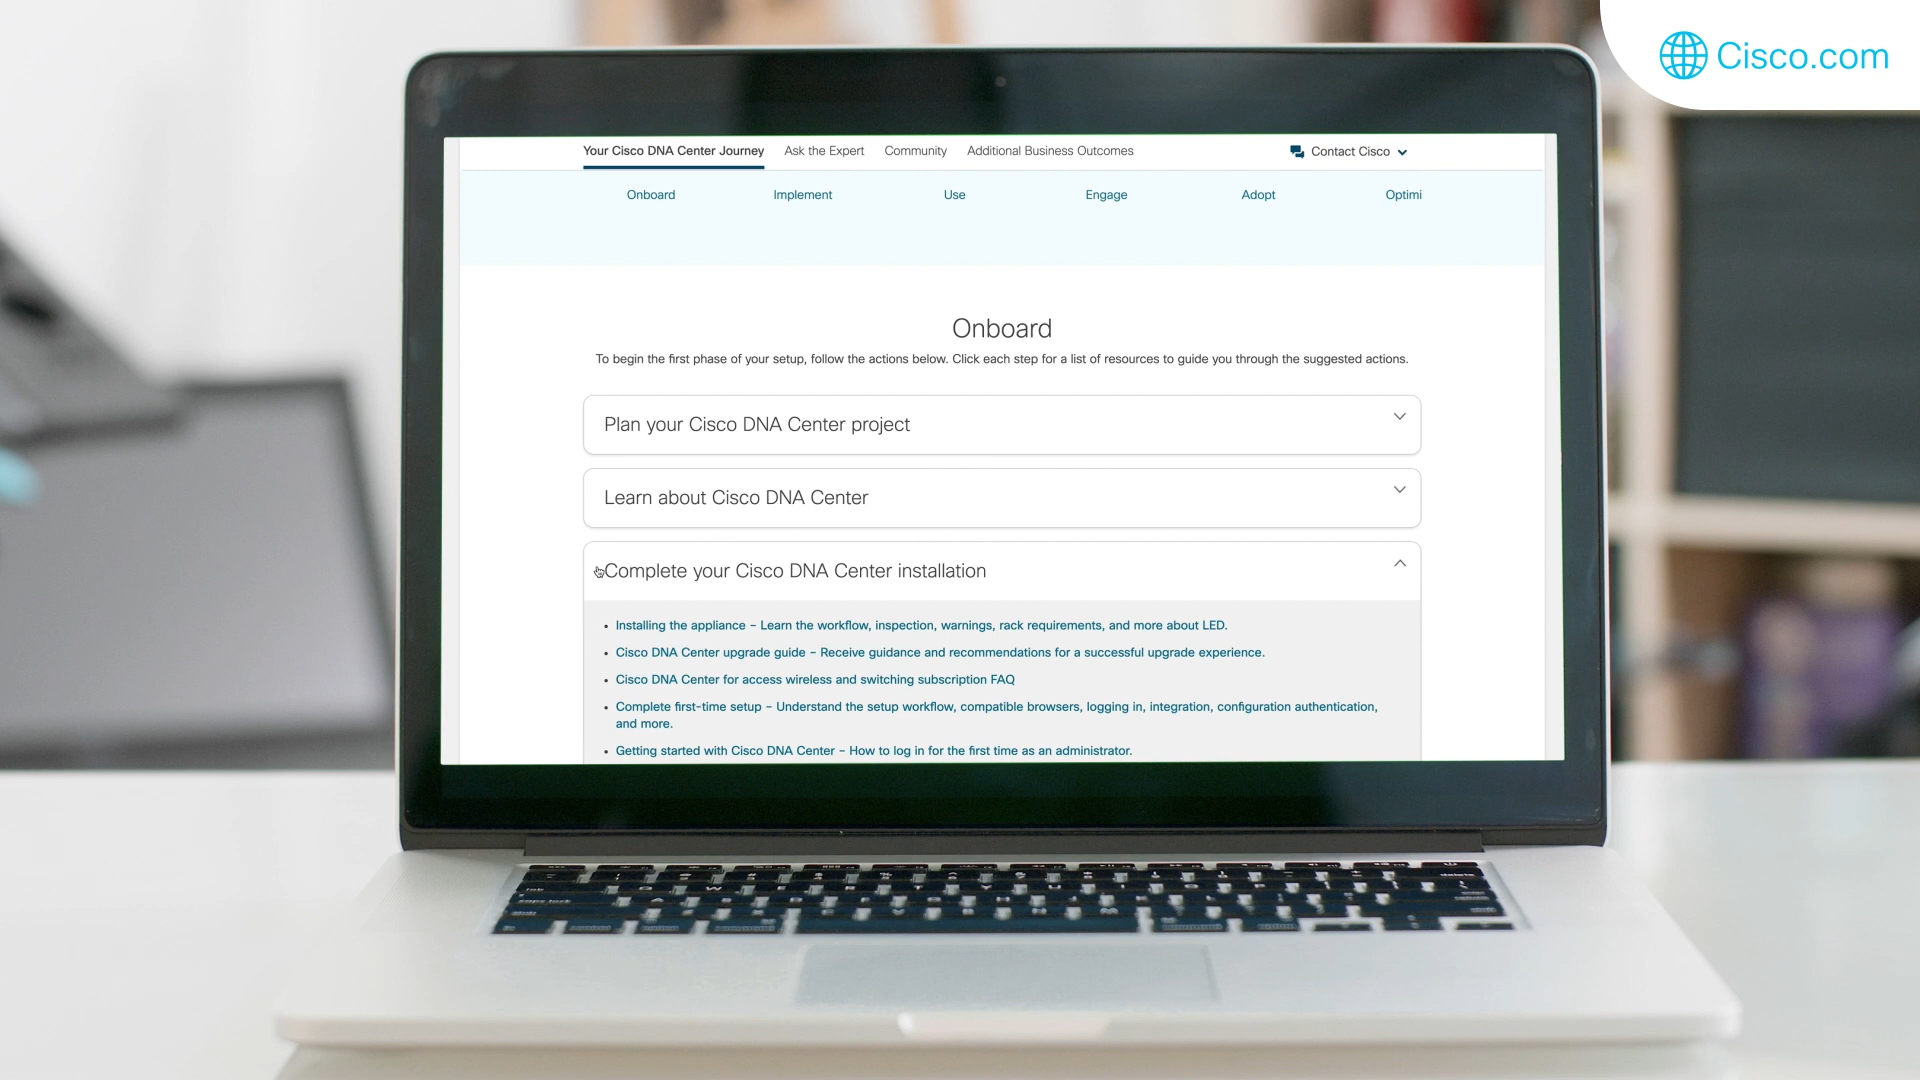 Cisco.com
Your Cisco DNA Center Journey Ask the Expert Community Additional Business Outcomes Contact Cisco
Onboard Implement Use Engage Adopt Optimi
Onboard
To begin the first phase of your setup, follow the actions below. Click each step for a list of resources to guide you through the suggested actions.
Plan your Cisco DNA Center project
Learn about Cisco DNA Center
Complete your Cisco DNA Center installation
• Installing the appliance – Learn the workflow, inspection, warnings, rack requirements, and more about LED.
• Cisco DNA Center upgrade guide – Receive guidance and recommendations for a successful upgrade experience.
• Cisco DNA Center for access wireless and switching subscription FAQ
• Complete first-time setup – Understand the setup workflow, compatible browsers, logging in, integration, configuration authentication,
and more.
• Getting started with Cisco DNA Center – How to log in for the first time as an administrator.